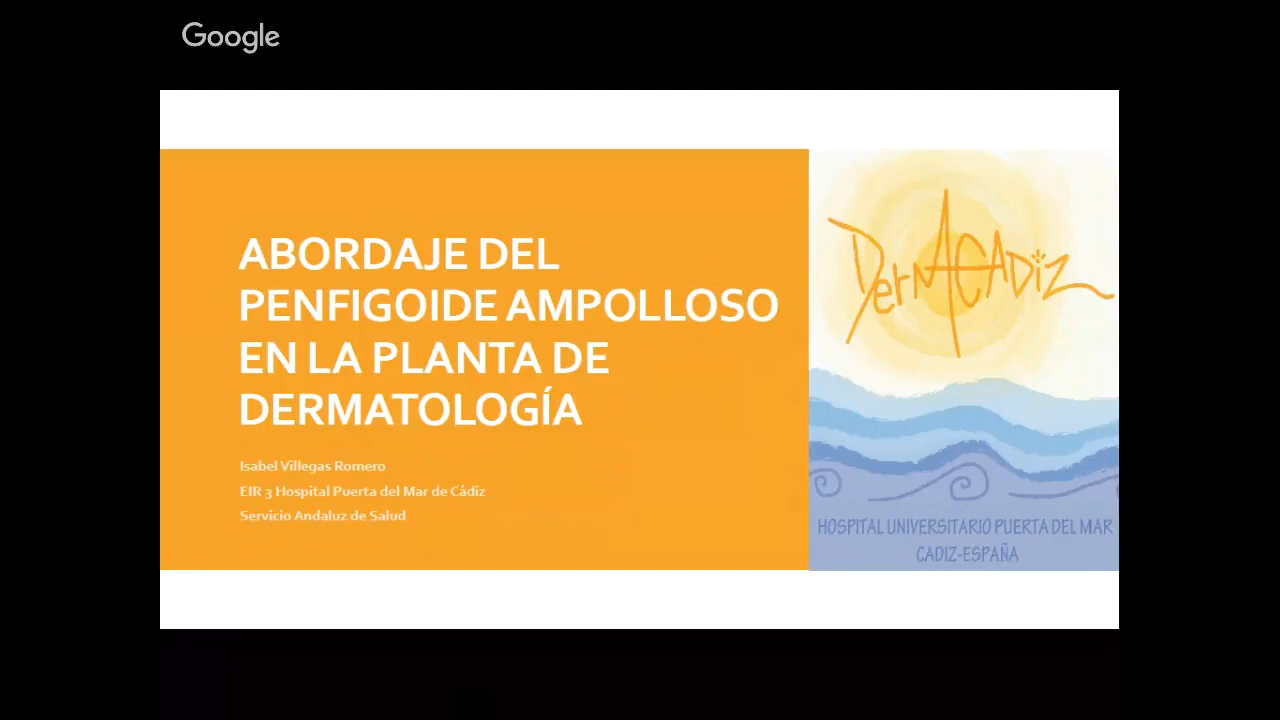 Google
ABORDAJE DEL
PENFIGOIDE AMPOLLOSO
EN LA PLANTA DE
DERMATOLOGÍA
Isabel Villegas Romero
EIR 3 Hospital Puerta del Mar de Cádiz
Servicio Andaluz de Salud
DermACADiz
HOSPITAL UNIVERSITARIO PUERTA DEL MAR
CADIZ-ESPAÑA